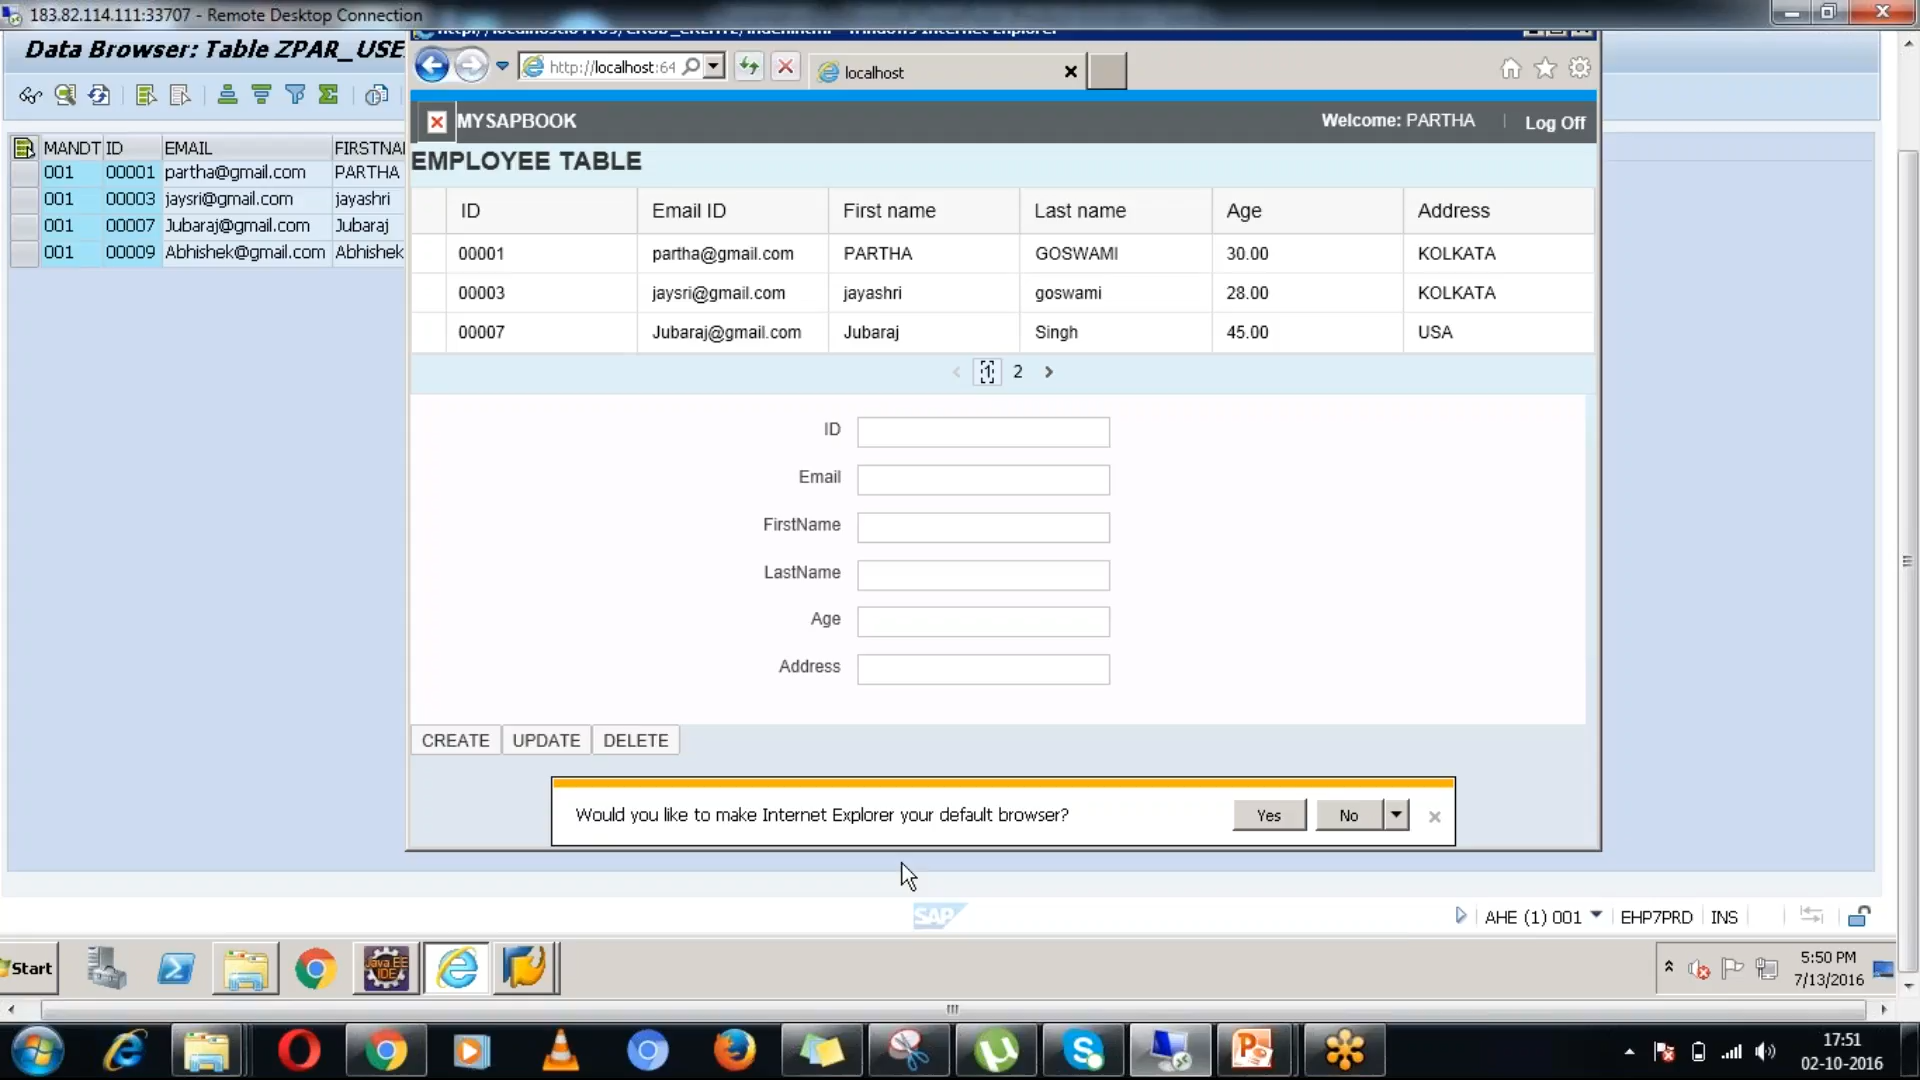 183.82.114.111:33707 - Remote Desktop Connection
Data Browser: Table ZPAR_USE
MANDT ID EMAIL FIRSTNA
001 00001 partha@gmail.com PARTHA
001 00003 jaysri@gmail.com jayashri
001 00007 Jubaraj@gmail.com Jubaraj
001 00009 Abhishek@gmail.com Abhishek
http://localhost:64
localhost
MYSAPBOOK
Welcome: PARTHA
Log Off
EMPLOYEE TABLE
ID Email ID First name Last name Age Address
00001 partha@gmail.com PARTHA GOSWAMI 30.00 KOLKATA
00003 jaysri@gmail.com jayashri goswami 28.00 KOLKATA
00007 Jubaraj@gmail.com Jubaraj Singh 45.00 USA
1 2
ID
Email
FirstName
LastName
Age
Address
CREATE UPDATE DELETE
Would you like to make Internet Explorer your default browser?
Yes No
SAP
AHE (1) 001 EHP7PRD INS
Start
Java EE
IDE
5:50 PM
7/13/2016
17:51
02-10-2016